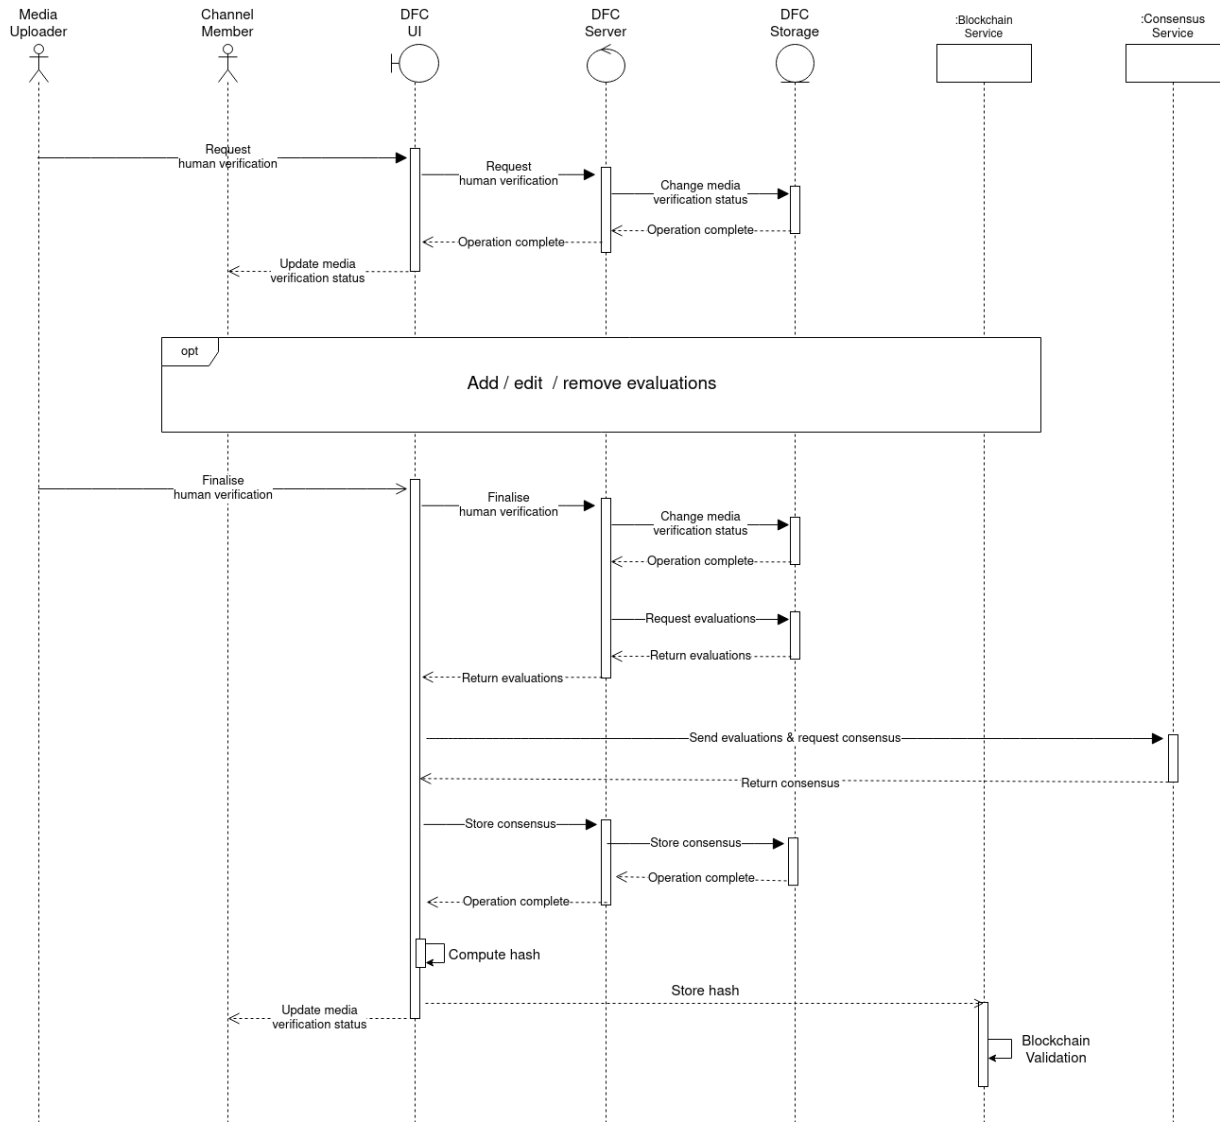 Media
Uploader
Channel
Member
DFC
UI
DFC
Server
DFC
Storage
:Blockchain
Service
:Consensus
Service
Request
human verification
Request
human verification
Change media
verification status
Operation complete
Operation complete
Update media
verification status
opt
Add / edit / remove evaluations
Finalise
human verification
Finalise
human verification
Change media
verification status
Operation complete
Request evaluations
Return evaluations
Return evaluations
Send evaluations & request consensus
Return consensus
Store consensus
Store consensus
Operation complete
Operation complete
Compute hash
Store hash
Update media
verification status
Blockchain
Validation